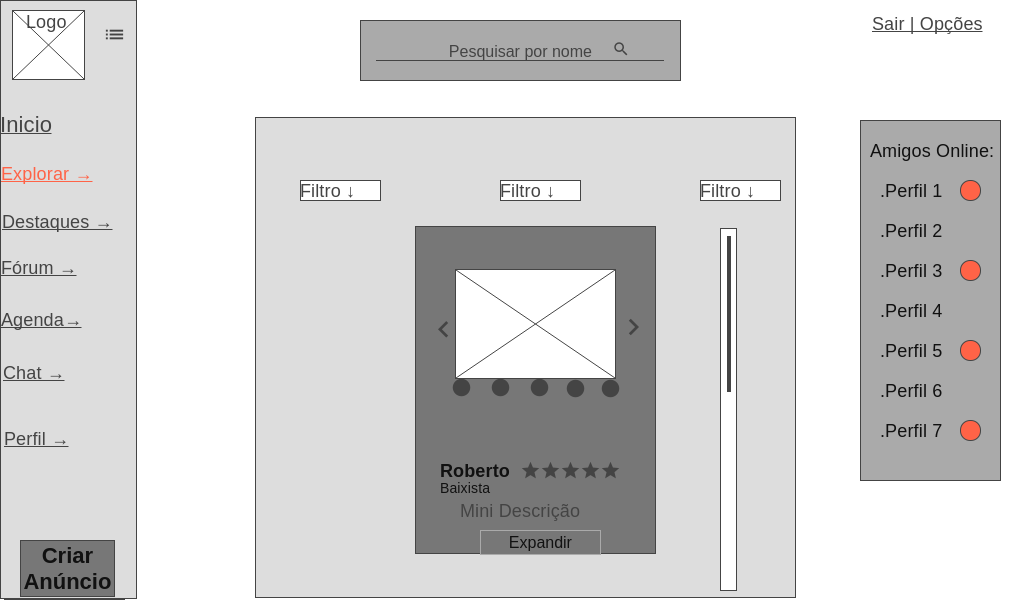 Logo
Inicio
Explorar →
Destaques →
Fórum →
Agenda→
Chat →
Perfil →
Criar
Anúncio
Pesquisar por nome
Filtro ↓
Filtro ↓
Filtro ↓
Roberto ★★★★★
Baixista
Mini Descrição
Expandir
Sair | Opções
Amigos Online:
.Perfil 1
.Perfil 2
.Perfil 3
.Perfil 4
.Perfil 5
.Perfil 6
.Perfil 7